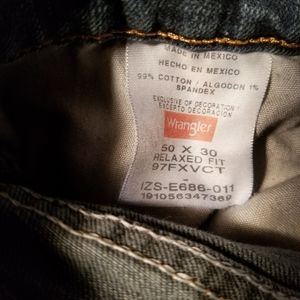 MADE IN MEXICO
HECHO EN MEXICO
99% COTTON / ALGODON 1%
SPANDEX
EXCLUSIVE OF DECORATION /
EXCEPTO DECORACIÓN
Wrangler
50 X 30
RELAXED FIT
97FXVCT
-
IZS-E686-011
191056347369